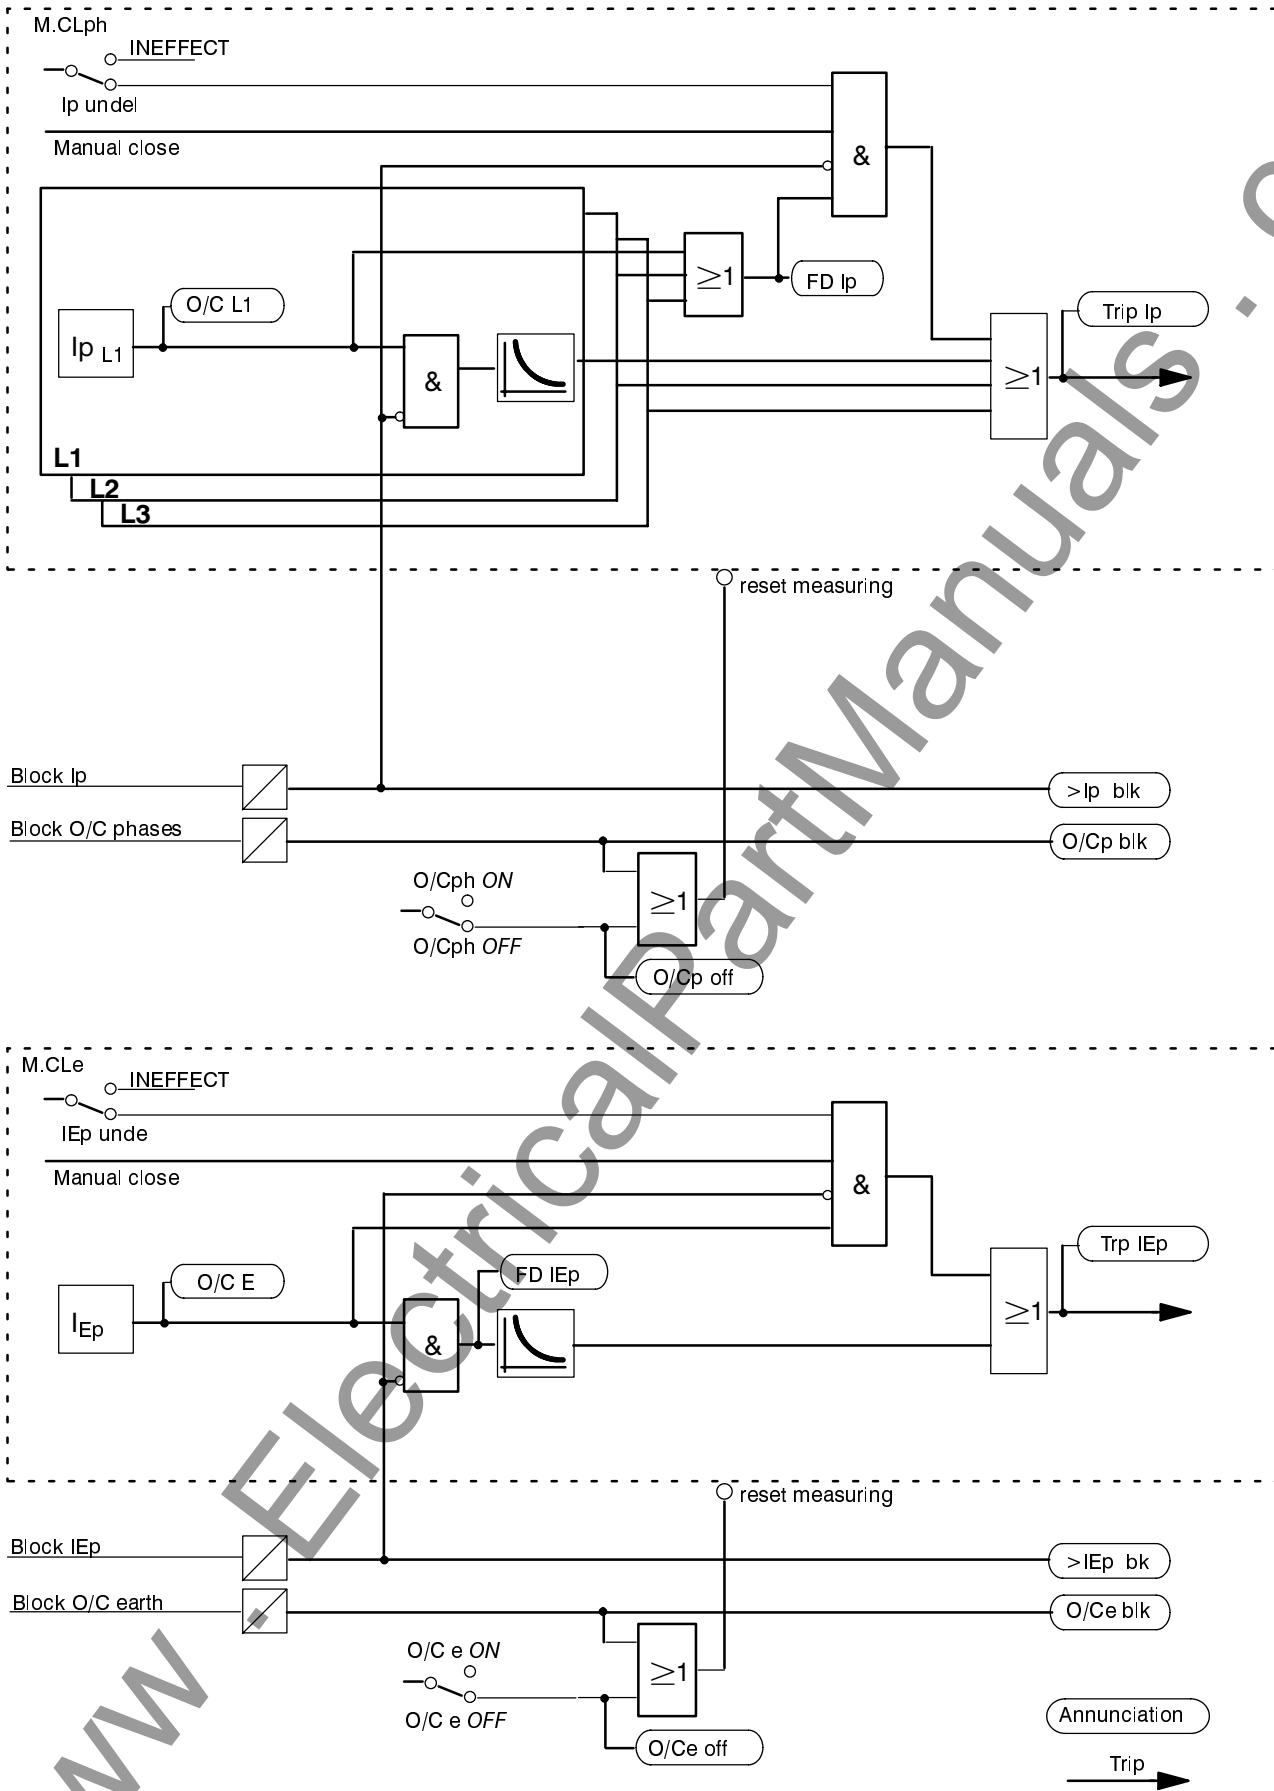 M.CLph
INEFFECT
Ip undel
Manual close
&
O/C L1
≥1
FD Ip
Ip L1
&
Trip Ip
≥1
L1
L2
L3
reset measuring
Block Ip
>Ip blk
Block O/C phases
O/Cp blk
O/Cph ON
≥1
O/Cph OFF
O/Cp off
M.CLe
INEFFECT
IEp unde
Manual close
&
O/C E
FD IEp
Trp IEp
IEp
&
≥1
reset measuring
Block IEp
>IEp bk
Block O/C earth
O/Ce blk
O/C e ON
≥1
O/C e OFF
O/Ce off
Annunciation
Trip
ww . ElectricalPartManuals . c